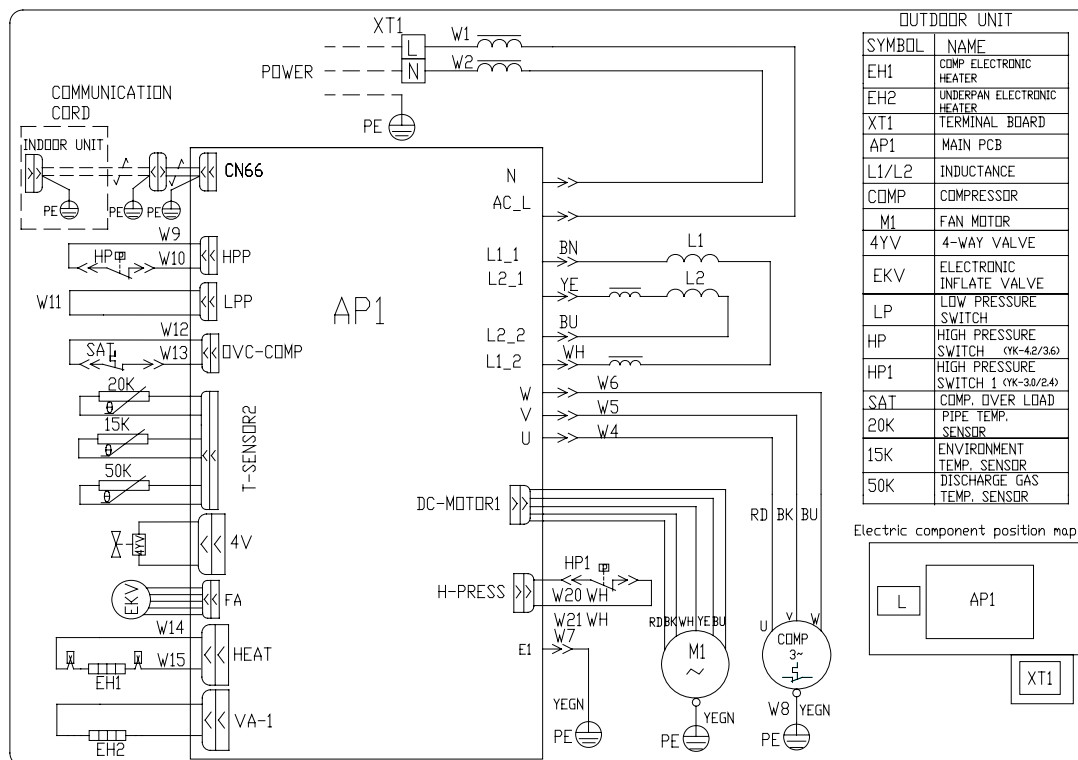 XT1
W1
L
POWER
W2
N
PE
COMMUNICATION
CORD
INDOOR UNIT
CN66
PE
PE
PE
W9
HP P
W10
HPP
W11
LPP
W12
SAT
W13
OVC-COMP
20K
θ
15K
θ
50K
θ
T-SENSOR2
4YV
4V
EKV
FA
W14
W15
HEAT
EH1
VA-1
EH2
AP1
N
AC_L
L1_1
BN
L1
L2_1
YE
L2
L2_2
BU
L1_2
WH
W
W6
V
W5
U
W4
DC-MOTOR1
RD BK BU
H-PRESS
HP1 P
W20 WH
W21 WH
E1
W7
YEGN
PE
RD BK WH YE BU
M1
~
YEGN
PE
U V W
COMP
3~
W8 YEGN
PE
OUTDOOR UNIT
SYMBOL NAME
EH1 COMP ELECTRONIC
HEATER
EH2 UNDERPAN ELECTRONIC
HEATER
XT1 TERMINAL BOARD
AP1 MAIN PCB
L1/L2 INDUCTANCE
COMP COMPRESSOR
M1 FAN MOTOR
4YV 4-WAY VALVE
EKV ELECTRONIC
INFLATE VALVE
LP LOW PRESSURE
SWITCH
HP HIGH PRESSURE
SWITCH (YK-4.2/3.6)
HP1 HIGH PRESSURE
SWITCH 1 (YK-3.0/2.4)
SAT COMP. OVER LOAD
20K PIPE TEMP.
SENSOR
15K ENVIRONMENT
TEMP. SENSOR
50K DISCHARGE GAS
TEMP. SENSOR
Electric component position map
L
AP1
XT1